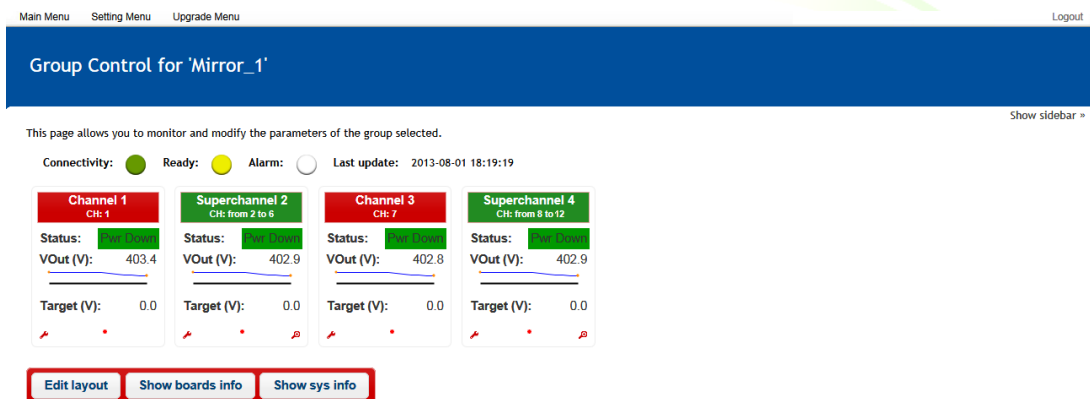 Main Menu Setting Menu Upgrade Menu Logout
Group Control for 'Mirror_1'
Show sidebar »
This page allows you to monitor and modify the parameters of the group selected.
Connectivity: Ready: Alarm: Last update: 2013-08-01 18:19:19
Channel 1
CH: 1
Status: Pwr Down
VOut (V): 403.4
Target (V): 0.0
Superchannel 2
CH: from 2 to 6
Status: Pwr Down
VOut (V): 402.9
Target (V): 0.0
Channel 3
CH: 7
Status: Pwr Down
VOut (V): 402.8
Target (V): 0.0
Superchannel 4
CH: from 8 to 12
Status: Pwr Down
VOut (V): 402.9
Target (V): 0.0
Edit layout Show boards info Show sys info